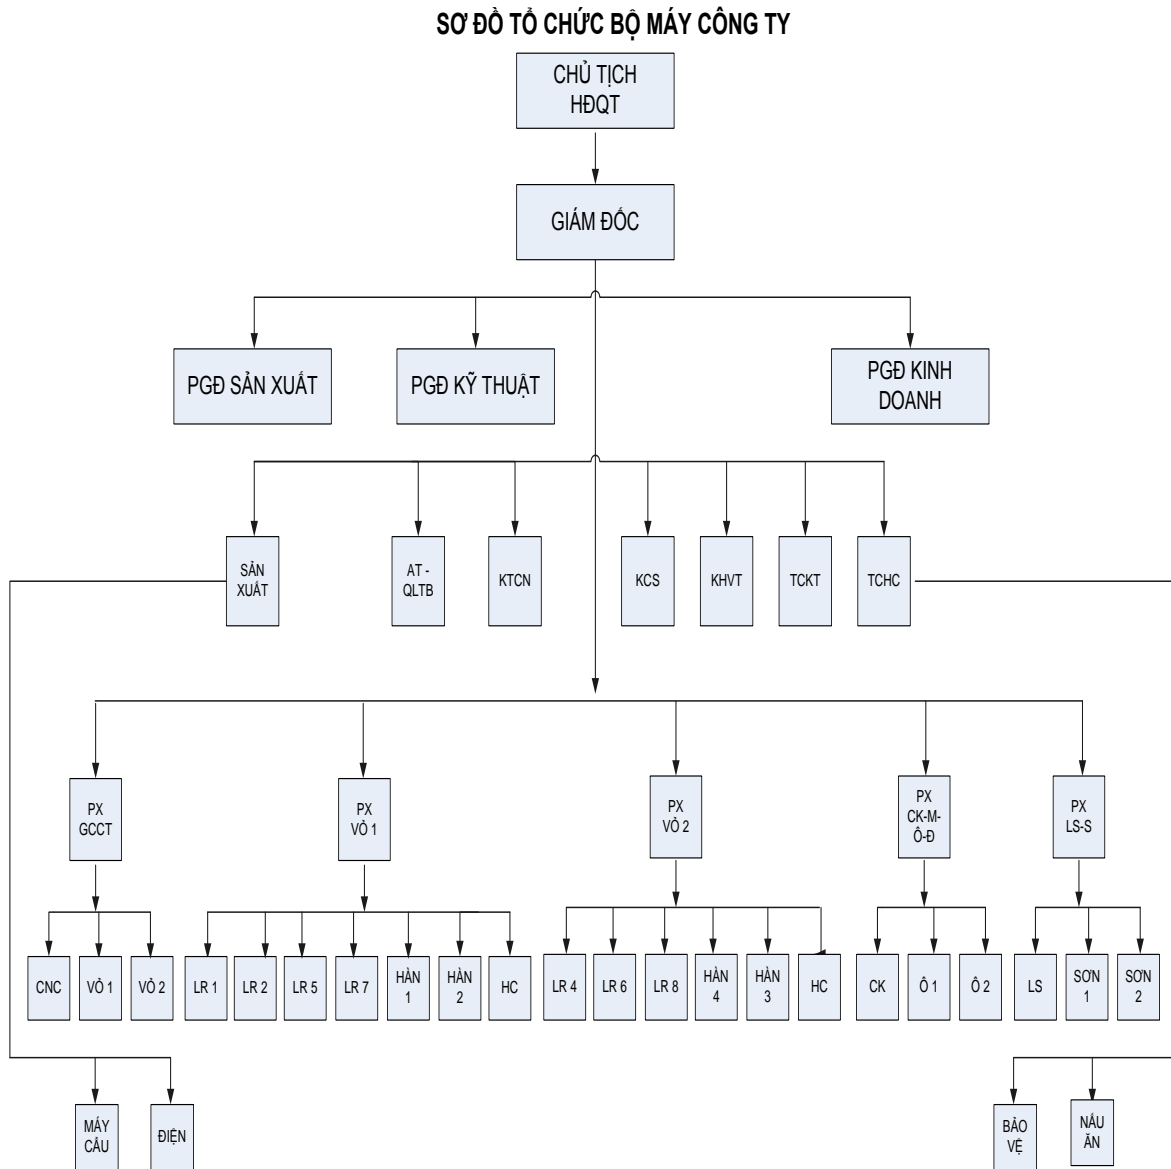 SƠ ĐỒ TỔ CHỨC BỘ MÁY CÔNG TY
CHỦ TỊCH
HĐQT
GIÁM ĐỐC
PGĐ SẢN XUẤT
PGĐ KỸ THUẬT
PGĐ KINH
DOANH
SẢN
XUẤT
AT -
QLTB
KTCN
KCS
KHVT
TCKT
TCHC
PX
GCCT
PX
VỎ 1
PX
VỎ 2
PX
CK-M-
Ô-Đ
PX
LS-S
CNC
VỎ 1
VỎ 2
LR 1
LR 2
LR 5
LR 7
HÀN
1
HÀN
2
HC
LR 4
LR 6
LR 8
HÀN
4
HÀN
3
HC
CK
Ô 1
Ô 2
LS
SƠN
1
SƠN
2
MÁY
CẨU
ĐIỆN
BẢO
VỆ
NẤU
ĂN